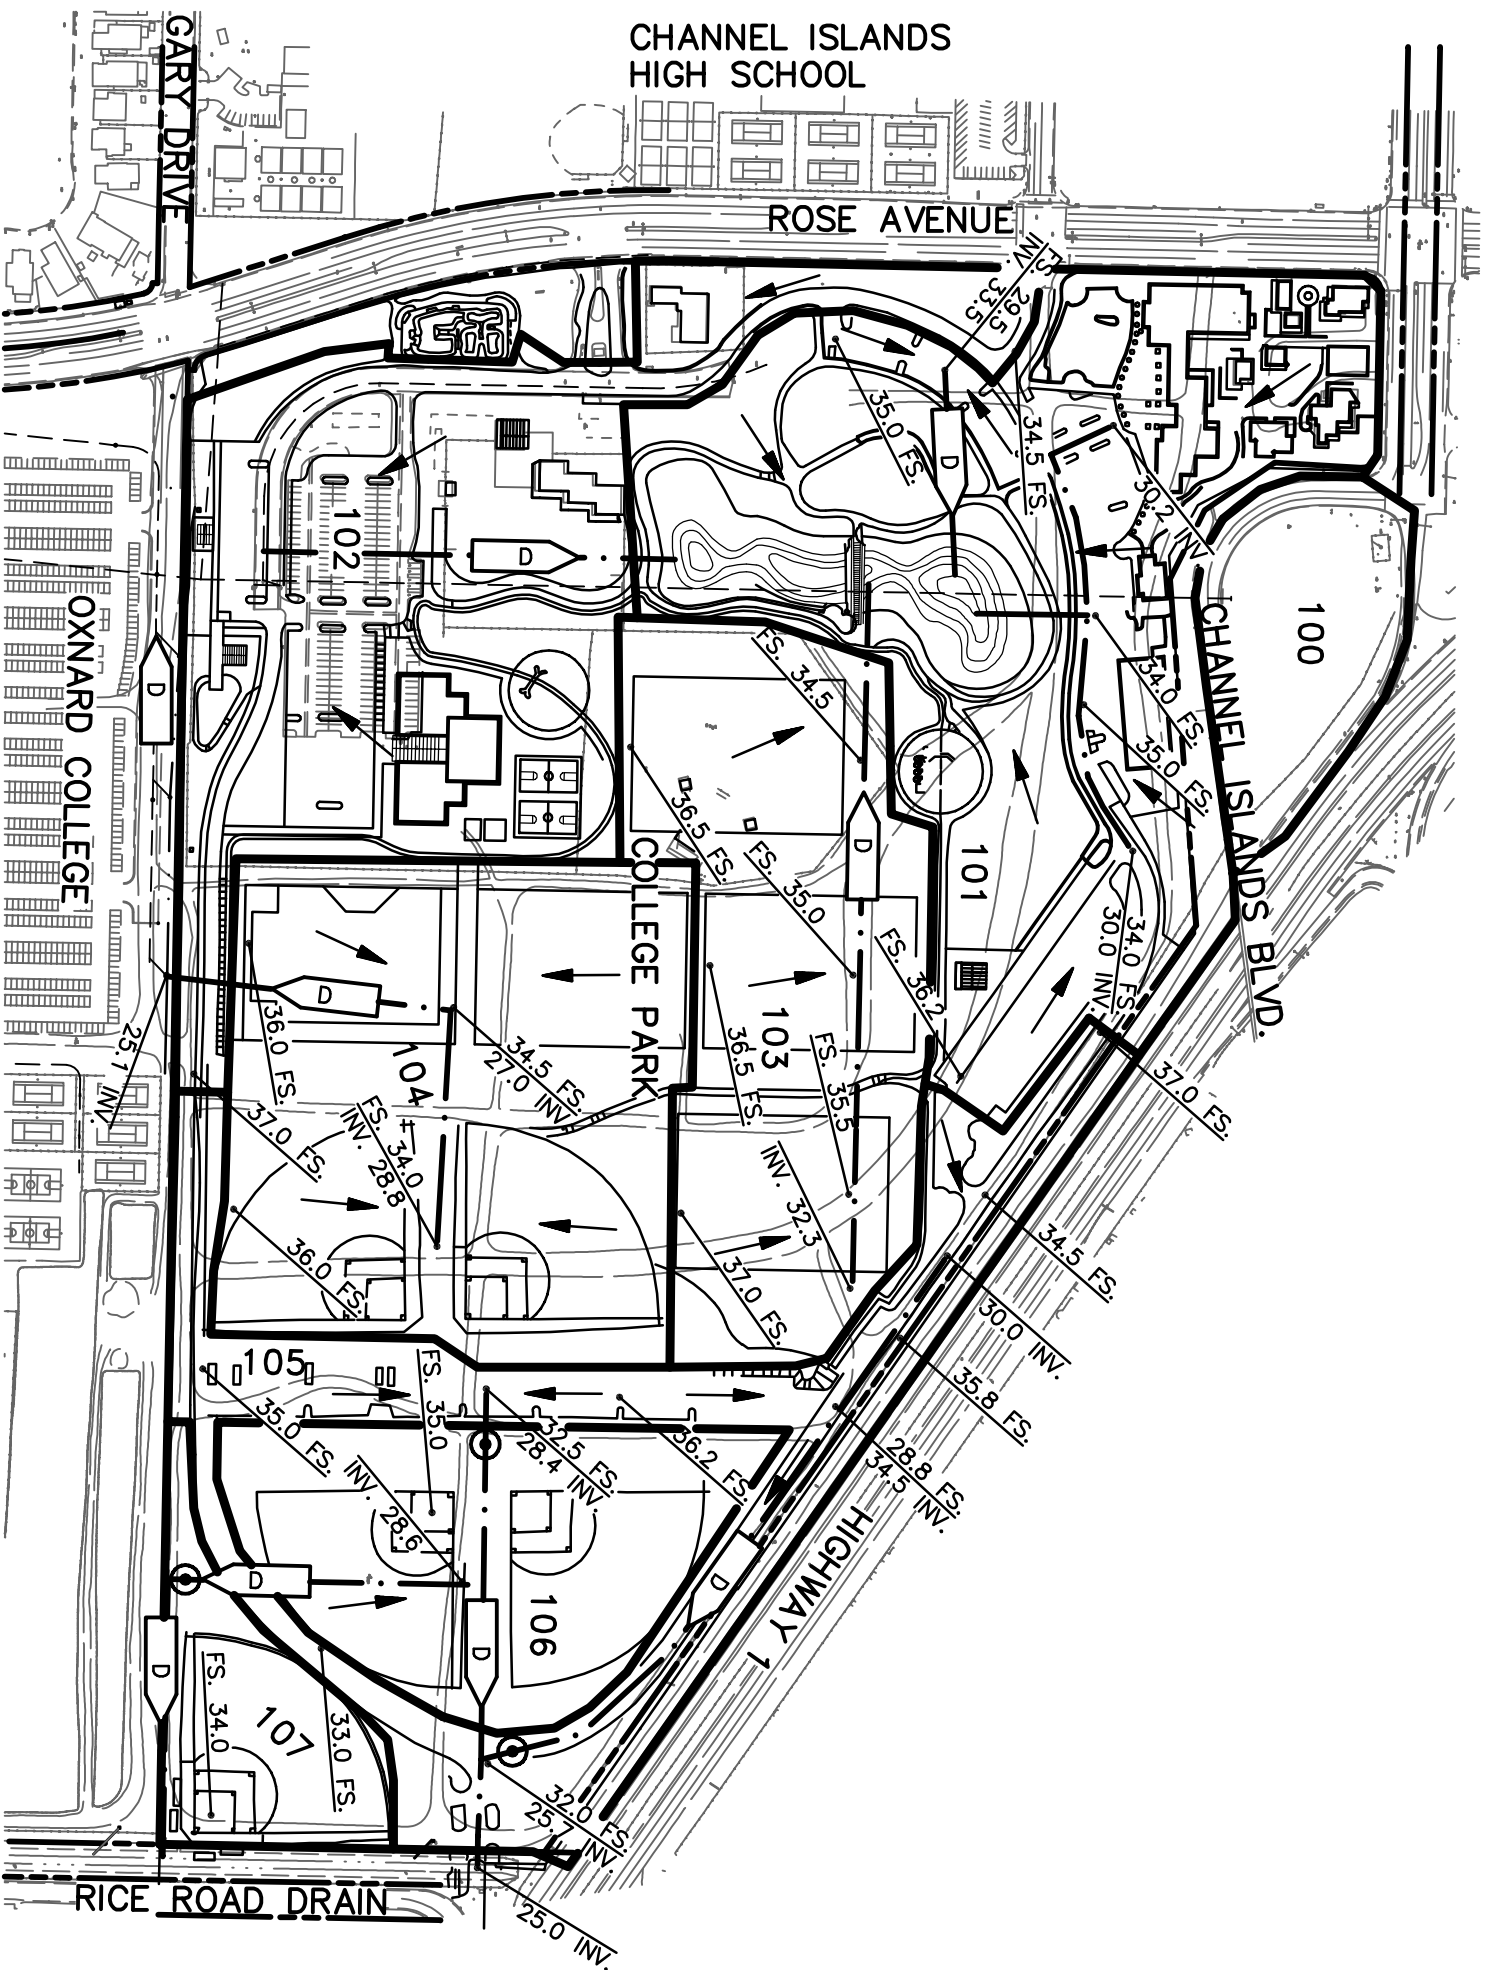 CHANNEL ISLANDS
HIGH SCHOOL
GARY DRIVE
ROSE AVENUE
FS. 29.5
INV. 33.5
35.0 FS.
34.5 FS.
30.2 INV
D
102
D
100
CHANNEL ISLANDS BLVD.
OXNARD COLLEGE
D
FS. 34.5
34.0 FS.
35.0 FS.
36.5 FS.
D
FS. 35.0
101
COLLEGE PARK
FS. 36.2
34.0 FS.
30.0 INV.
D
36.0 FS.
25.1 INV.
104
34.5 FS.
27.0 INV.
103
36.5 FS.
FS. 35.5
37.0 FS.
37.0 FS.
FS. 34.0
INV. 28.8
INV. 32.3
36.0 FS.
37.0 FS.
34.5 FS.
30.0 INV.
105
35.0 FS.
FS. 35.0
32.5 FS.
28.4 INV.
36.2 FS.
35.8 FS.
28.8 FS.
34.5 INV.
INV. 28.6
HIGHWAY 1
D
D
106
D
D
FS. 34.0
107
33.0 FS.
32.0 FS.
25.7 INV.
RICE ROAD DRAIN
25.0 INV.